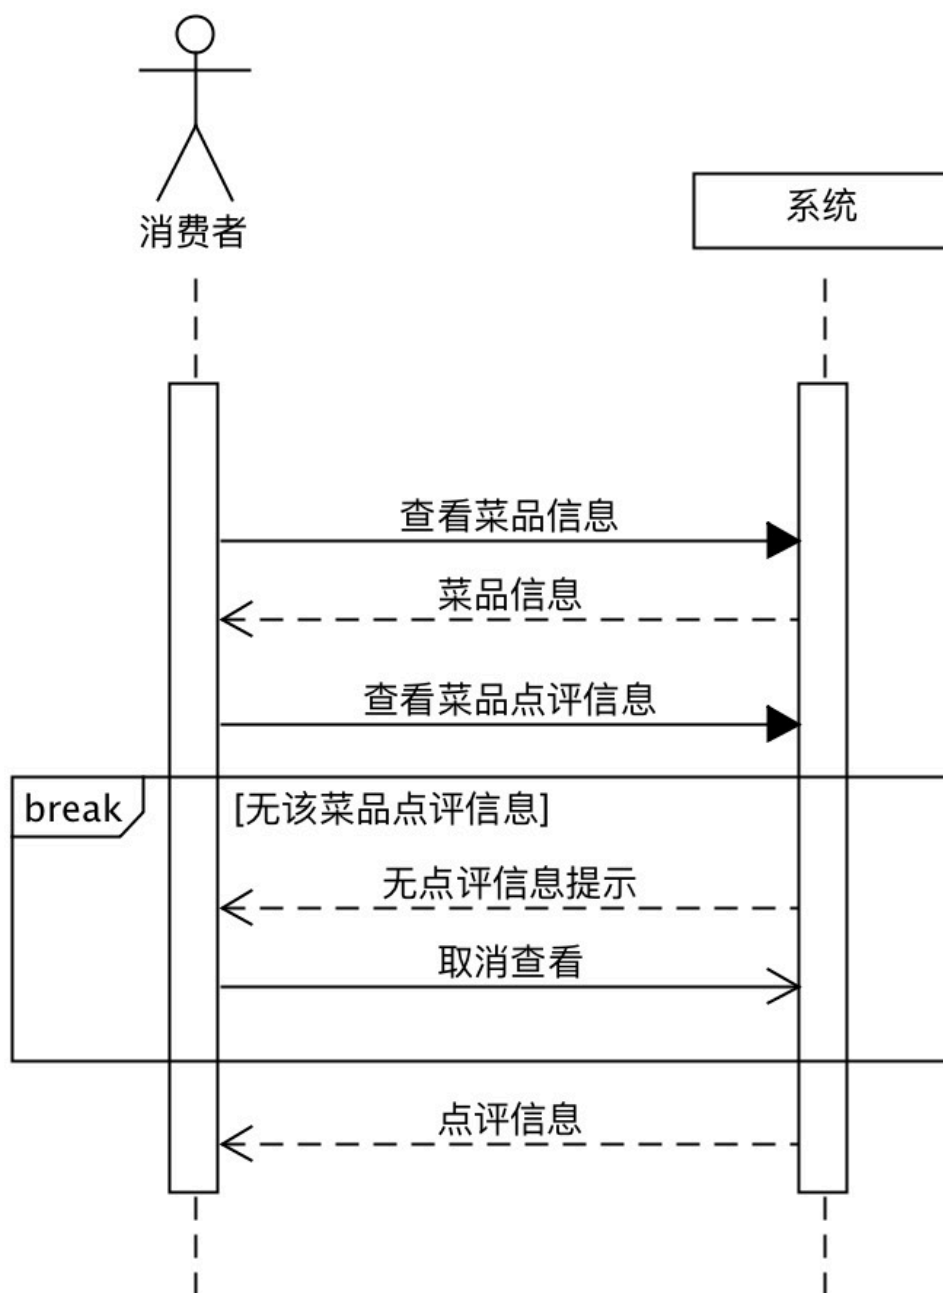 消费者
系统
查看菜品信息
菜品信息
查看菜品点评信息
break
[无该菜品点评信息]
无点评信息提示
取消查看
点评信息